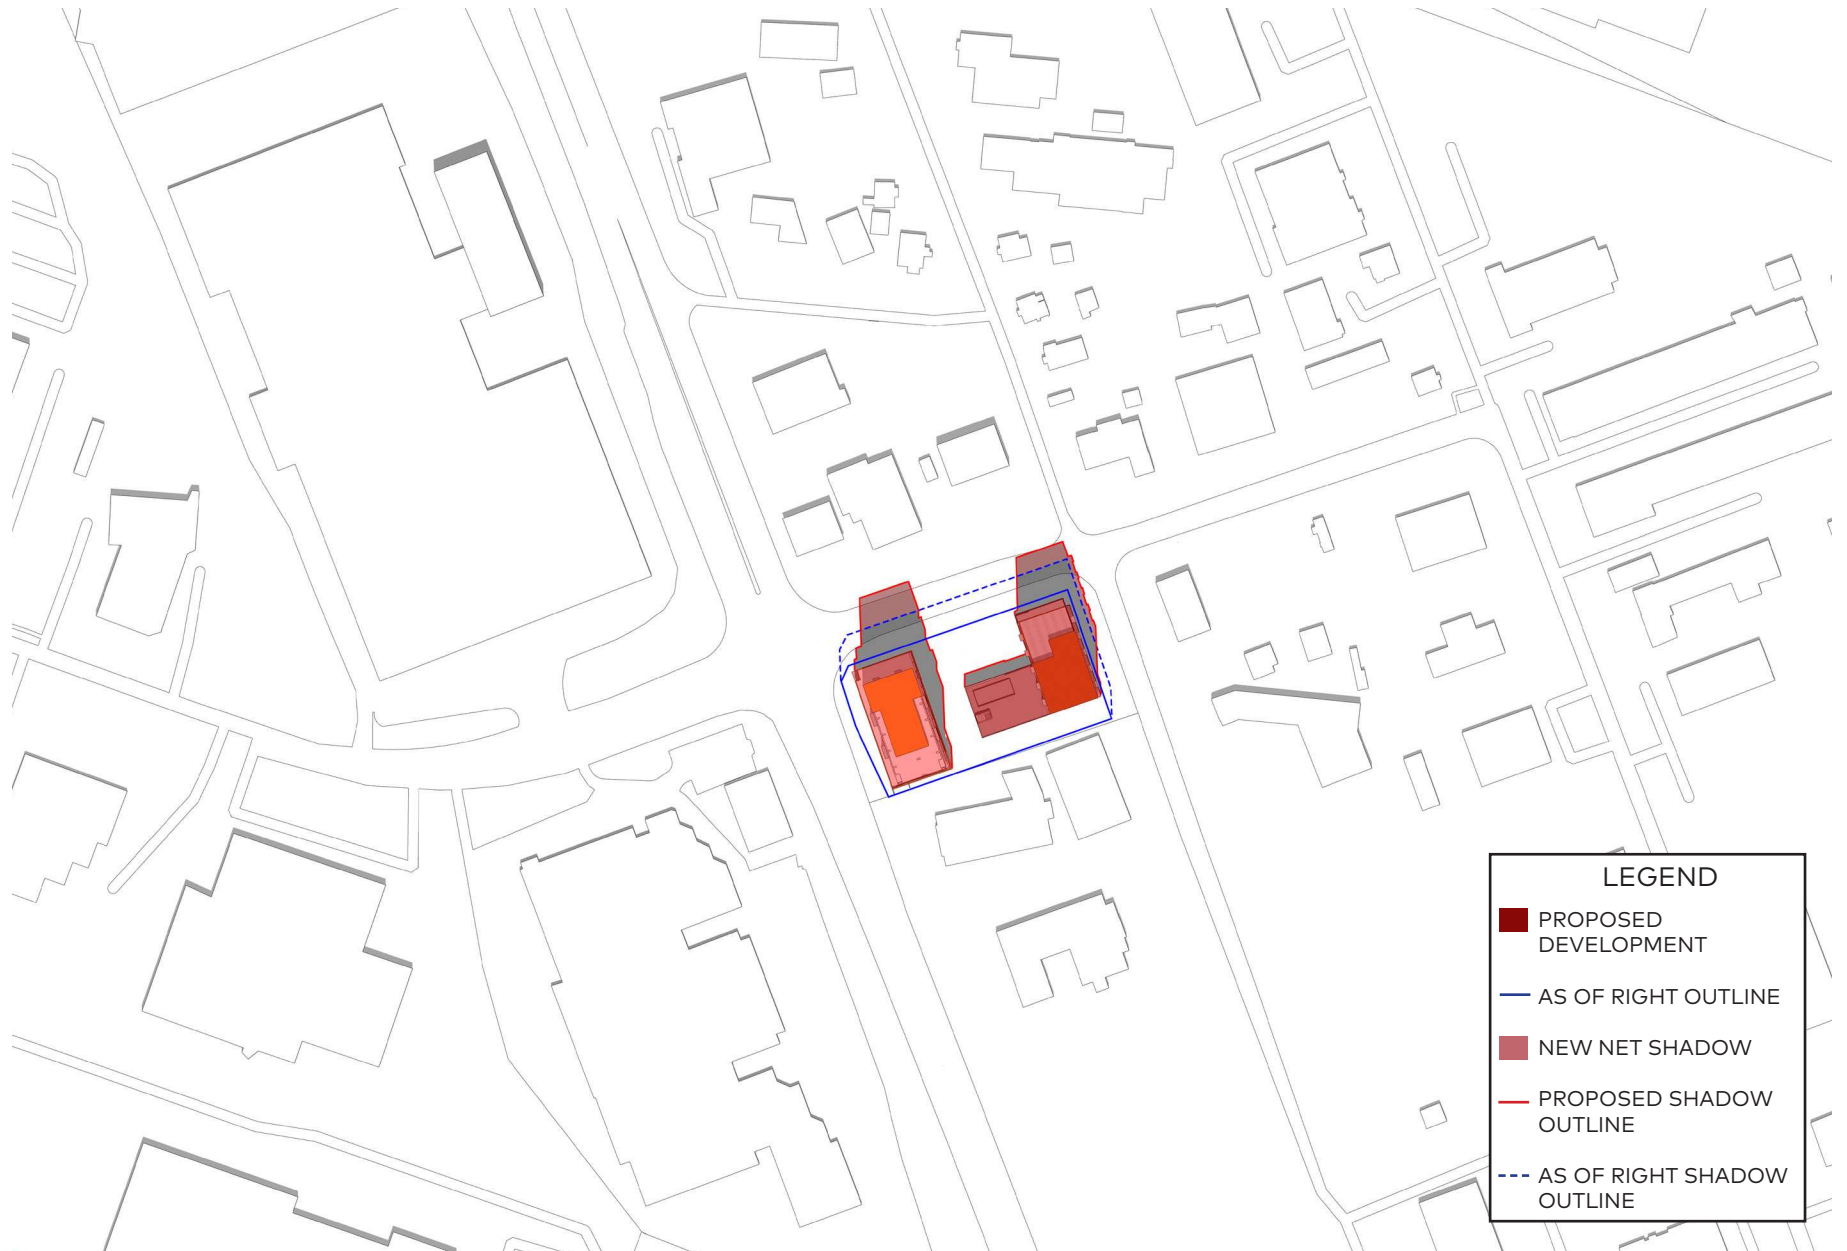 LEGEND
PROPOSED
DEVELOPMENT
AS OF RIGHT OUTLINE
NEW NET SHADOW
PROPOSED SHADOW
OUTLINE
AS OF RIGHT SHADOW
OUTLINE